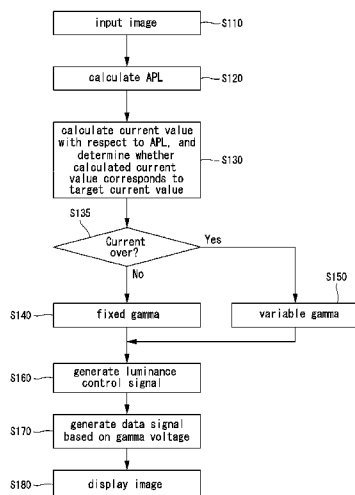 input image
S110
calculate APL
S120
calculate current value
with respect to APL, and
determine whether
calculated current
value corresponds to
target current value
S130
S135
Current
over?
Yes
No
S150
S140
fixed gamma
variable gamma
S160
generate luminance
control signal
S170
generate data signal
based on gamma voltage
S180
display image